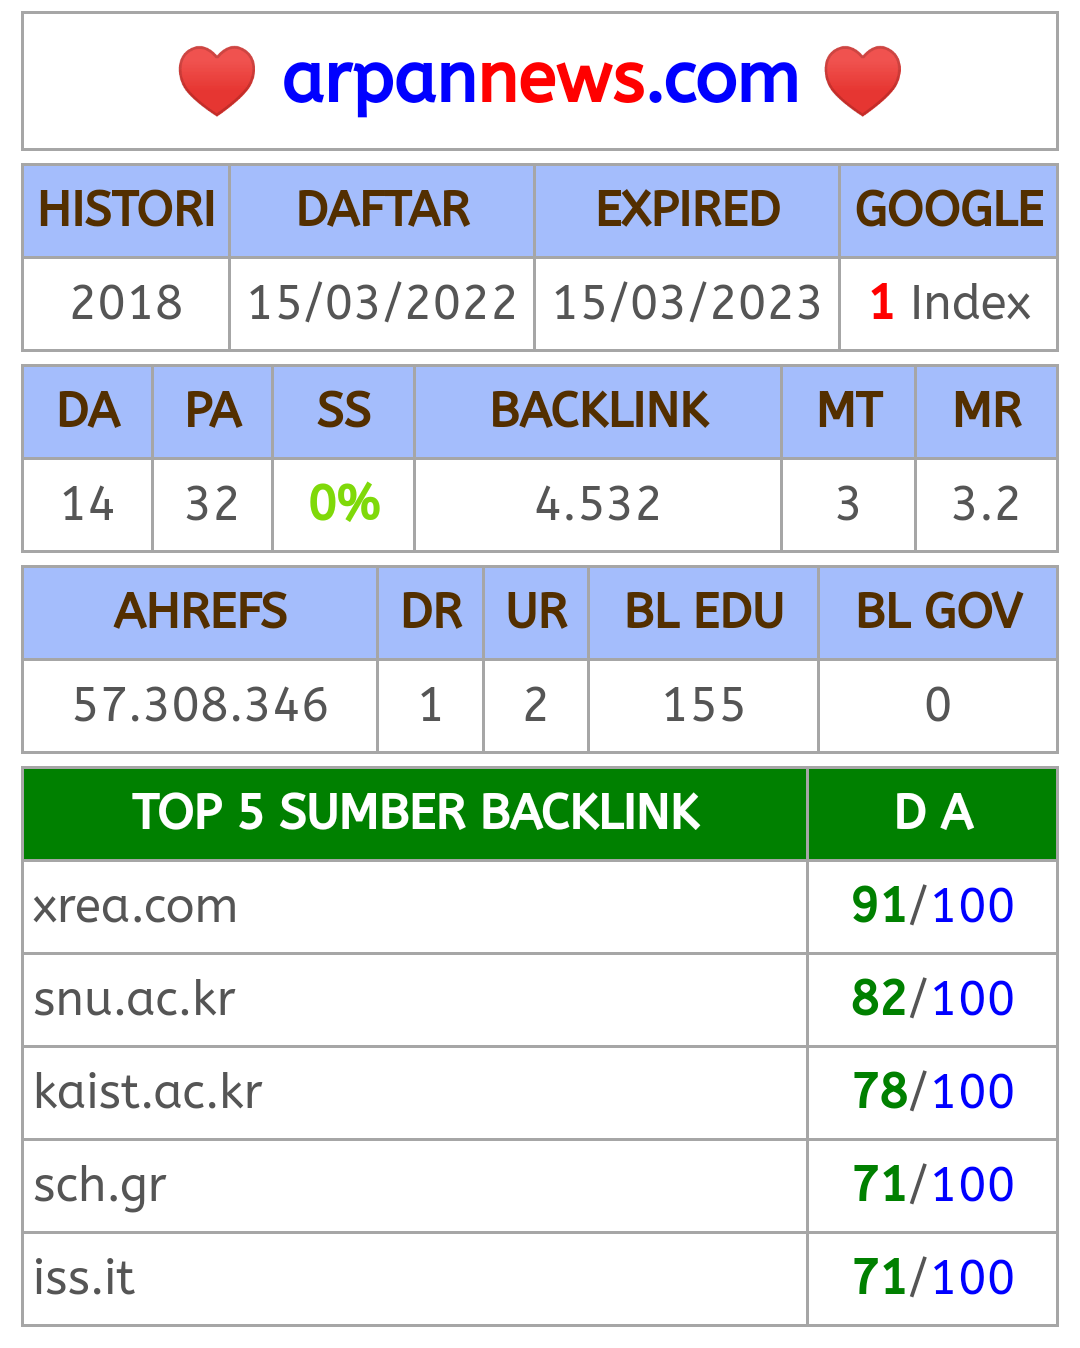 ❤️ arpannews.com ❤️
HISTORI DAFTAR EXPIRED GOOGLE
2018 15/03/2022 15/03/2023 1 Index
DA PA SS BACKLINK MT MR
14 32 0% 4.532 3 3.2
AHREFS DR UR BL EDU BL GOV
57.308.346 1 2 155 0
TOP 5 SUMBER BACKLINK D A
xrea.com 91/100
snu.ac.kr 82/100
kaist.ac.kr 78/100
sch.gr 71/100
iss.it 71/100